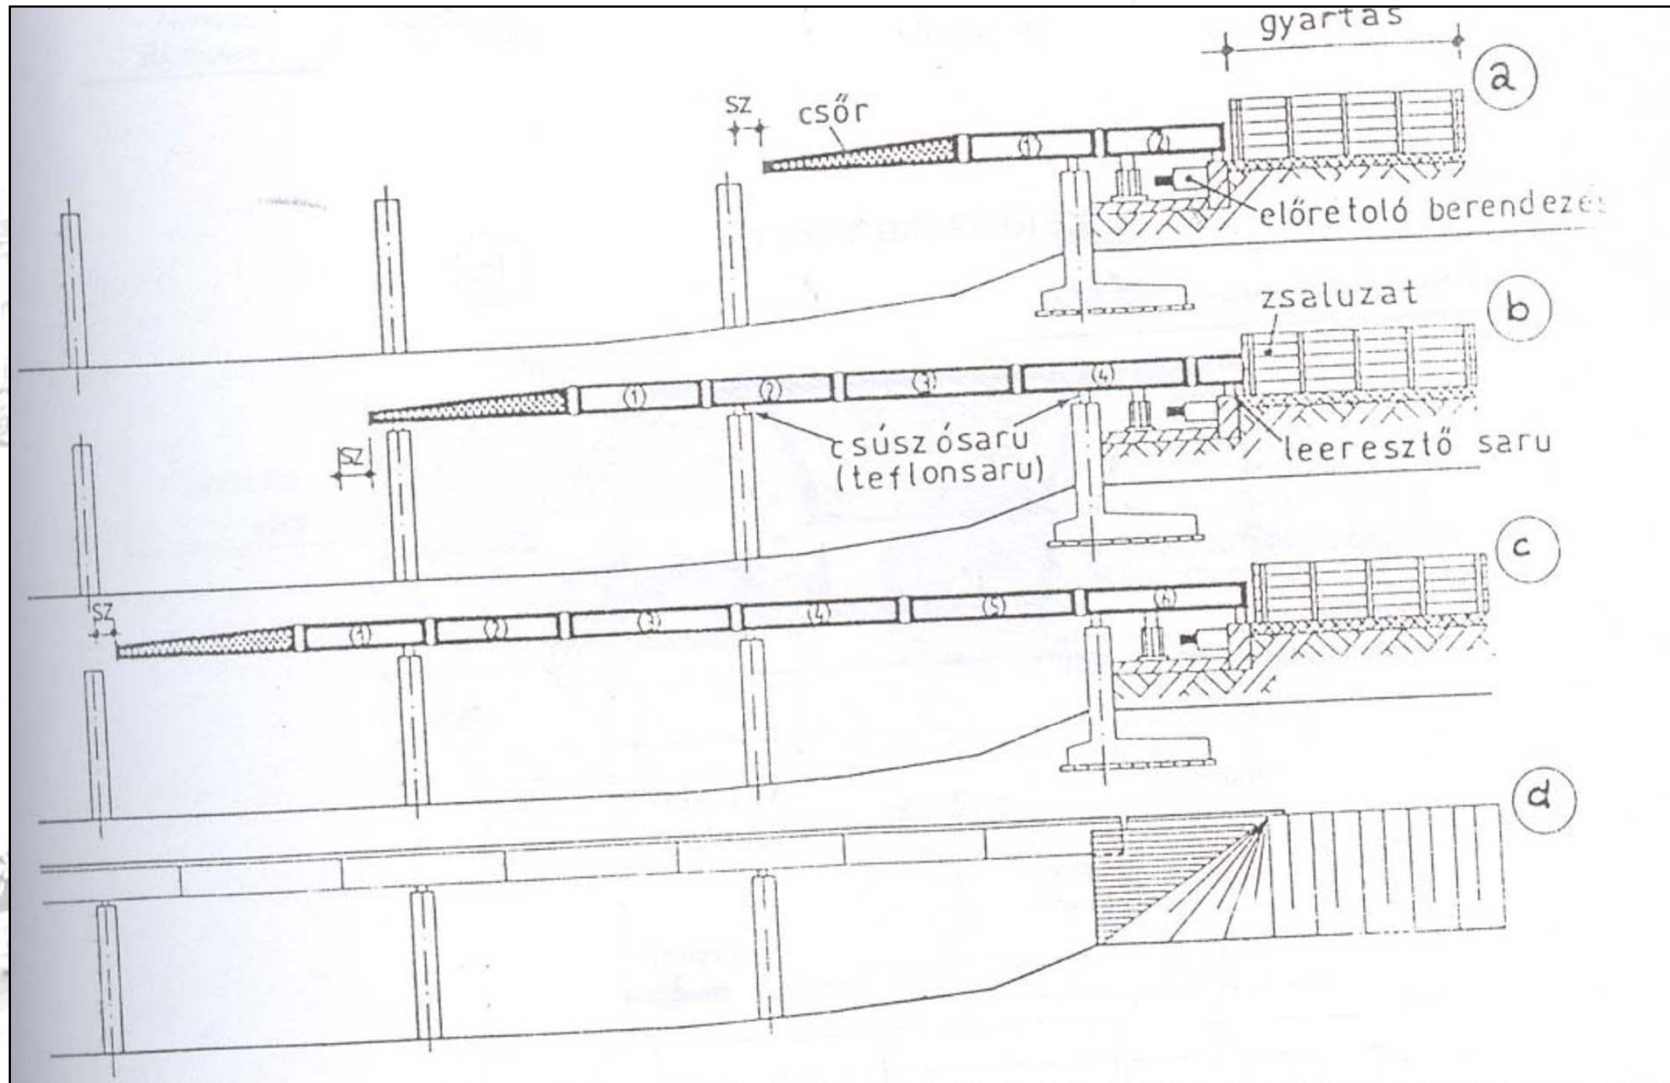 gyártás
a
sz
csőr
① ②
előretoló berendezés
zsaluzat
b
① ② ③ ④
sz
csúszósaru
(teflonsaru)
leeresztő saru
c
sz
① ② ③ ④ ⑤ ⑥
d